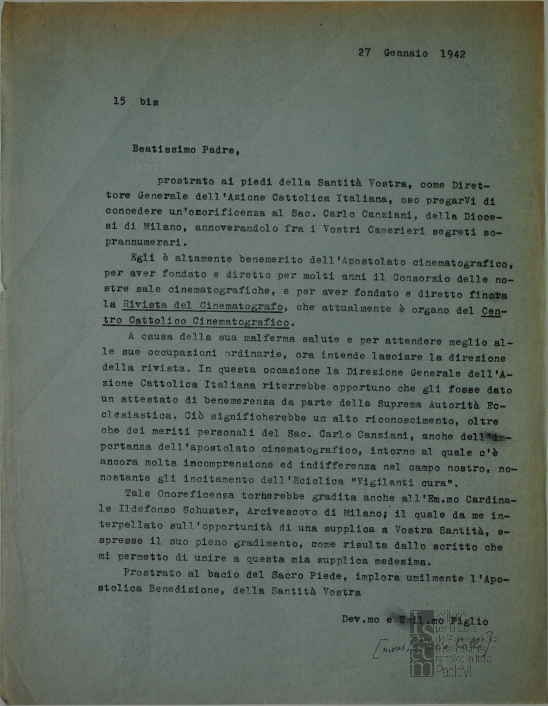 27 Gennaio 1942
15 bis
Beatissimo Padre,
prostrato ai piedi della Santità Vostra, come Diret-
tore Generale dell'Azione Cattolica Italiana, oso pregarVi di
concedere un'onorificenza al Sac. Carlo Canziani, della Dioce-
si di Milano, annoverandolo fra i Vostri Camerieri segreti so-
prannumerari.
Egli è altamente benemerito dell'Apostolato cinematografico,
per aver fondato e diretto per molti anni il Consorzio delle no-
stre sale cinematografiche, e per aver fondato e diretto finora
la Rivista del Cinematografo, che attualmente è organo del Cen-
tro Cattolico Cinematografico.
A causa della sua malferma salute e per attendere meglio al-
le sue occupazioni ordinarie, ora intende lasciare la direzione
della rivista. In questa occasione la Direzione Generale dell'A-
zione Cattolica Italiana riterrebbe opportuno che gli fosse dato
un attestato di benemerenza da parte della Suprema Autorità Ec-
clesiastica. Ciò significherebbe un alto riconoscimento, oltre
che dei meriti personali del Sac. Carlo Canziani, anche dell'im-
portanza dell'apostolato cinematografico, intorno al quale c'è
ancora molta imcomprensione ed indifferenza nel campo nostro, no-
nostante gli incitamento dell'Eciclica "Vigilanti cura".
Tale Onoreficenza tornerebbe gradita anche all'Em.mo Cardina-
le Ildefonso Schuster, Arcivescovo di Milano; il quale da me in-
terpellato sull'opportunità di una supplica a Vostra Santità, e-
spresse il suo pieno gradimento, come risulta dallo scritto che
mi permetto di unire a questa mia supplica medesima.
Prostrato al bacio del Sacro Piede, implora umilmente l'Apo-
stolica Benedizione, della Santità Vostra
Dev.mo e Umil.mo Figlio
[mons.
Istituto
Paolo VI